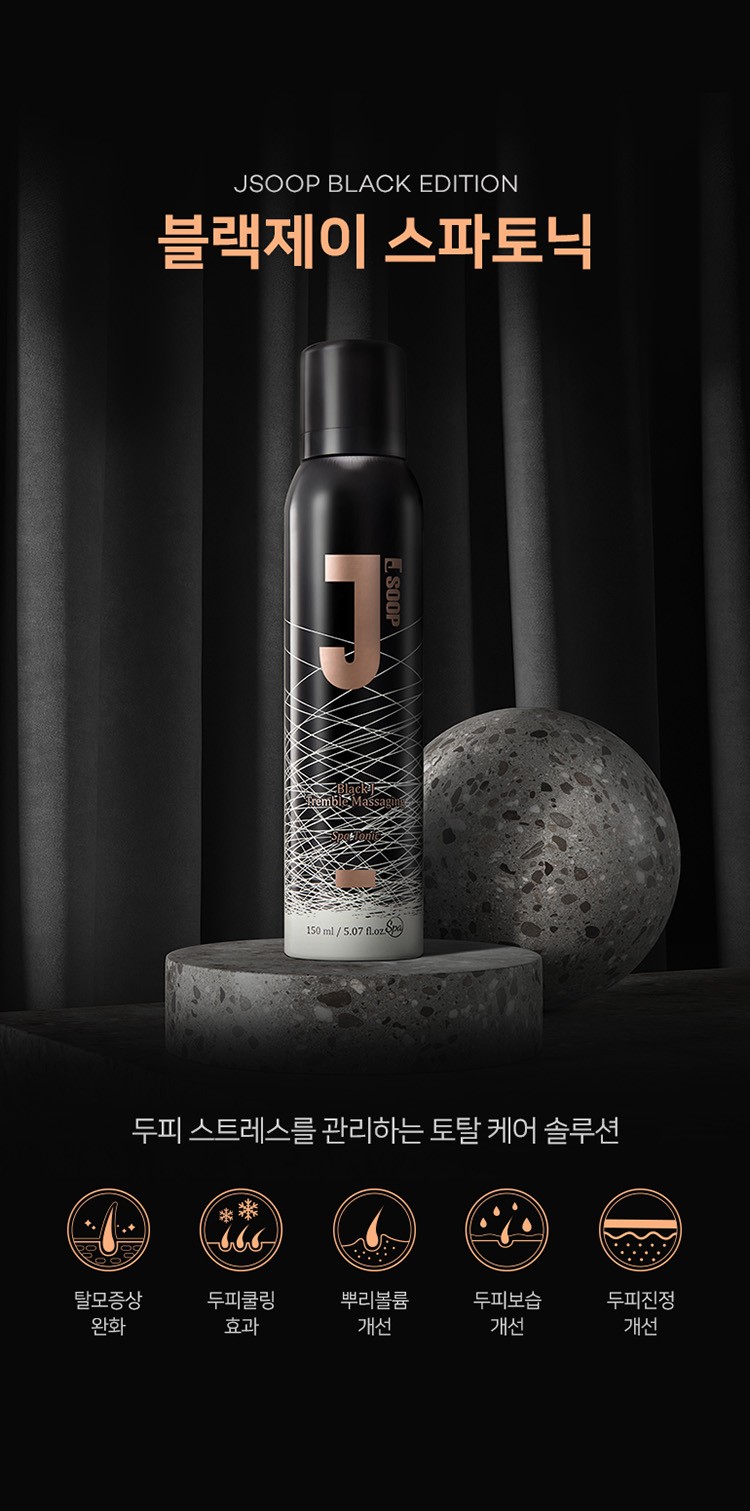 JSOOP BLACK EDITION
블랙제이 스파토닉
J
J SOOP
Black J
Tremble Massaging
Spa Tonic
150 ml / 5.07 fl.oz.
Spa
두피 스트레스를 관리하는 토탈 케어 솔루션
탈모증상
완화
두피쿨링
효과
뿌리볼륨
개선
두피보습
개선
두피진정
개선